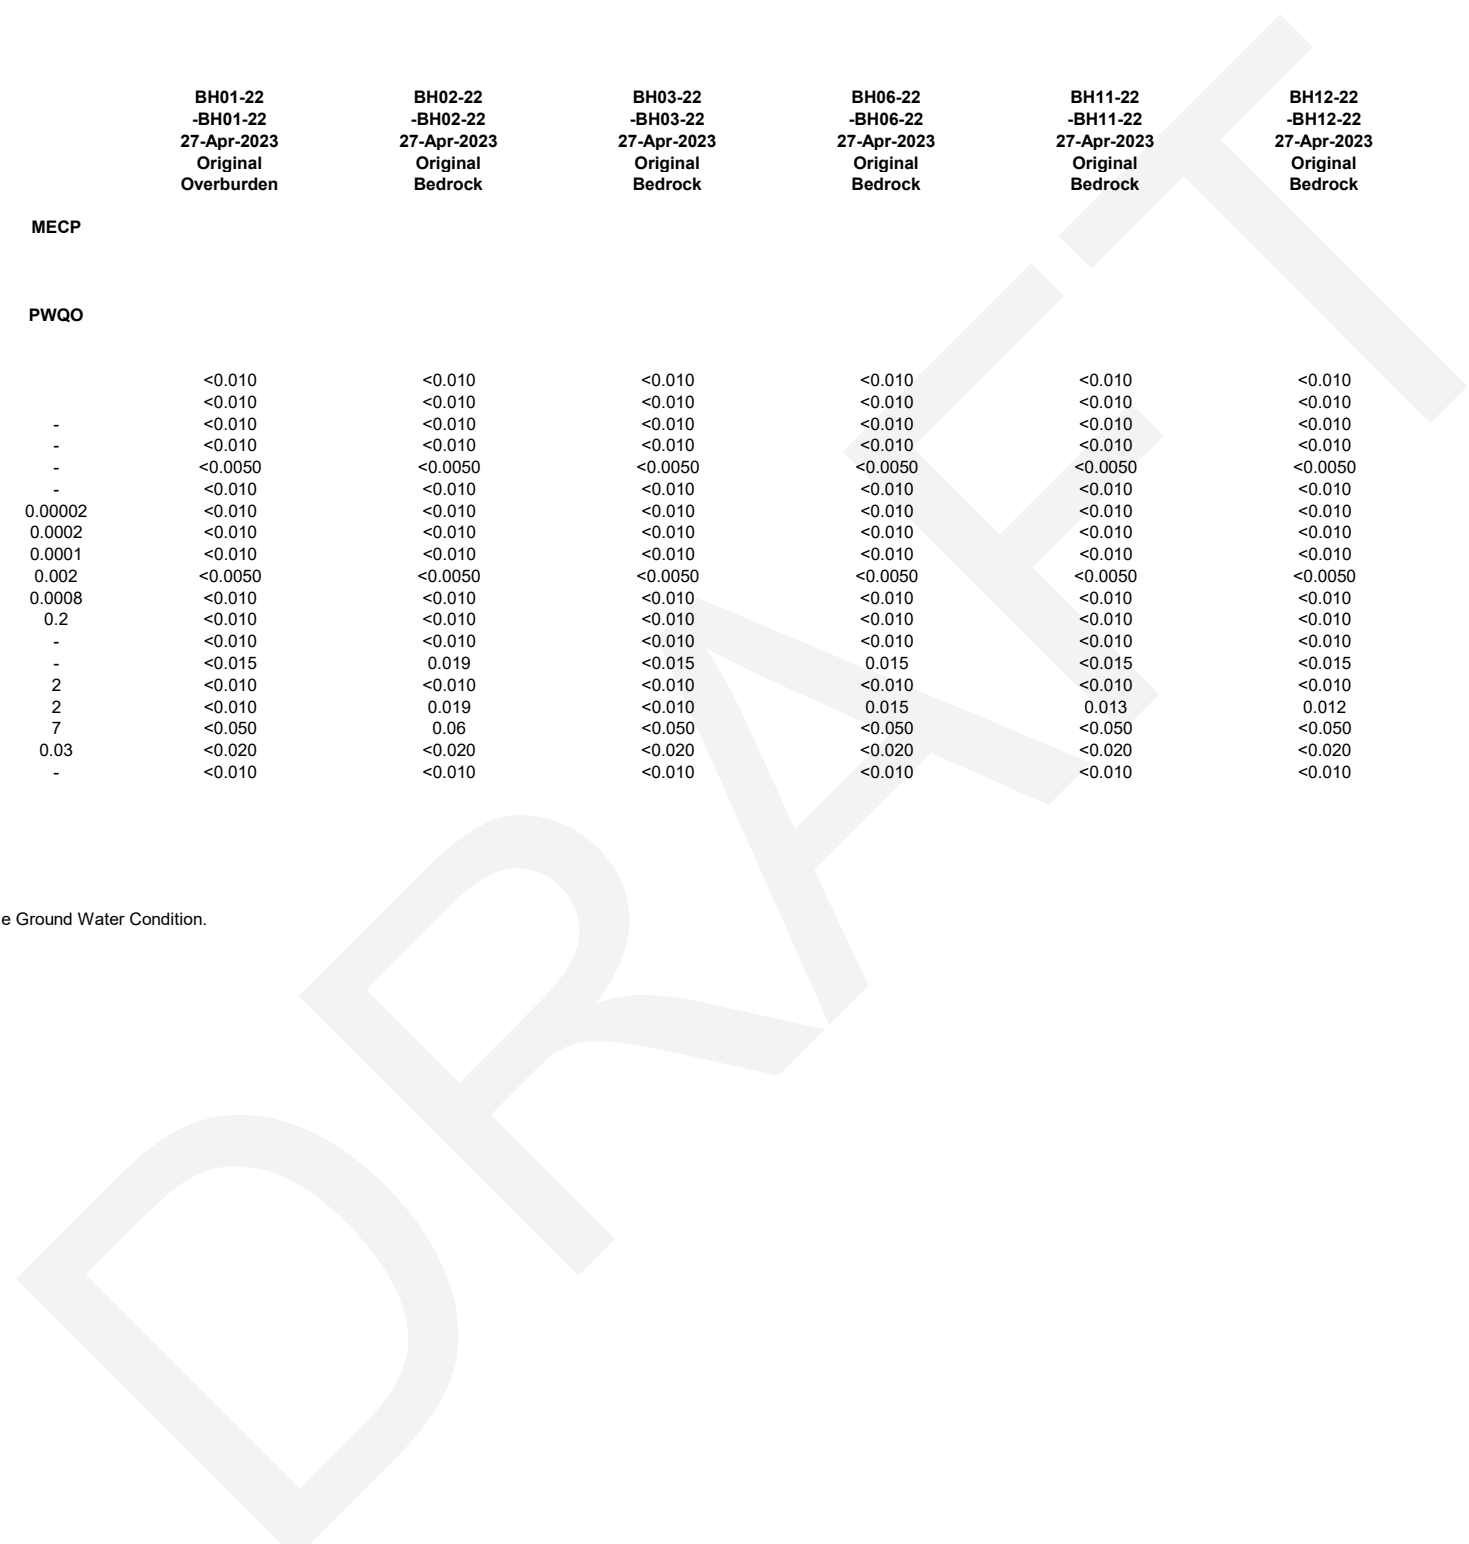 BH01-22 BH02-22 BH03-22 BH06-22 BH11-22 BH12-22
-BH01-22 -BH02-22 -BH03-22 -BH06-22 -BH11-22 -BH12-22
27-Apr-2023 27-Apr-2023 27-Apr-2023 27-Apr-2023 27-Apr-2023 27-Apr-2023
Original Original Original Original Original Original
Overburden Bedrock Bedrock Bedrock Bedrock Bedrock
MECP
PWQO
<0.010 <0.010 <0.010 <0.010 <0.010 <0.010
<0.010 <0.010 <0.010 <0.010 <0.010 <0.010
- <0.010 <0.010 <0.010 <0.010 <0.010 <0.010
- <0.010 <0.010 <0.010 <0.010 <0.010 <0.010
- <0.0050 <0.0050 <0.0050 <0.0050 <0.0050 <0.0050
- <0.010 <0.010 <0.010 <0.010 <0.010 <0.010
0.00002 <0.010 <0.010 <0.010 <0.010 <0.010 <0.010
0.0002 <0.010 <0.010 <0.010 <0.010 <0.010 <0.010
0.0001 <0.010 <0.010 <0.010 <0.010 <0.010 <0.010
0.002 <0.0050 <0.0050 <0.0050 <0.0050 <0.0050 <0.0050
0.0008 <0.010 <0.010 <0.010 <0.010 <0.010 <0.010
0.2 <0.010 <0.010 <0.010 <0.010 <0.010 <0.010
- <0.010 <0.010 <0.010 <0.010 <0.010 <0.010
- <0.015 0.019 <0.015 0.015 <0.015 <0.015
2 <0.010 <0.010 <0.010 <0.010 <0.010 <0.010
2 <0.010 0.019 <0.010 0.015 0.013 0.012
7 <0.050 0.06 <0.050 <0.050 <0.050 <0.050
0.03 <0.020 <0.020 <0.020 <0.020 <0.020 <0.020
- <0.010 <0.010 <0.010 <0.010 <0.010 <0.010
e Ground Water Condition.
DRAFT